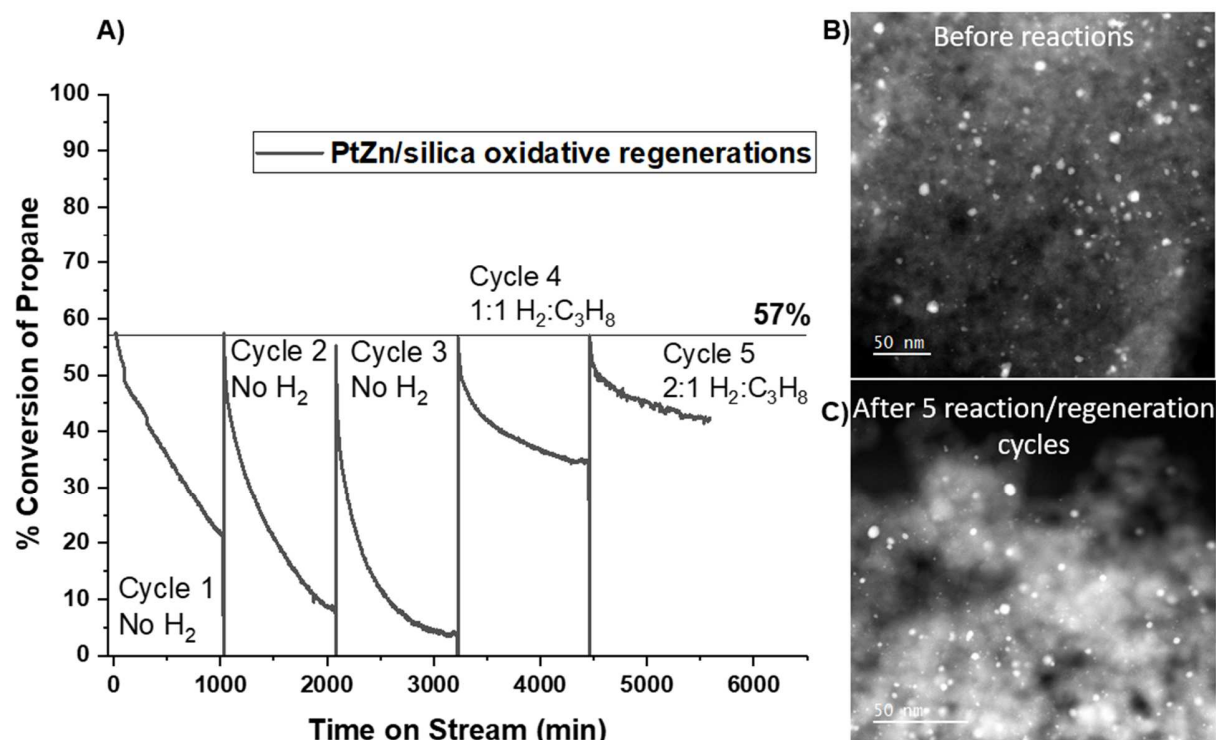 A)
% Conversion of Propane
100
90
80
70
60
50
40
30
20
10
0
PtZn/silica oxidative regenerations
57%
Cycle 1
No H₂
Cycle 2
No H₂
Cycle 3
No H₂
Cycle 4
1:1 H₂:C₃H₈
Cycle 5
2:1 H₂:C₃H₈
0 1000 2000 3000 4000 5000 6000
Time on Stream (min)
B)
Before reactions
50 nm
C)
After 5 reaction/regeneration
cycles
50 nm